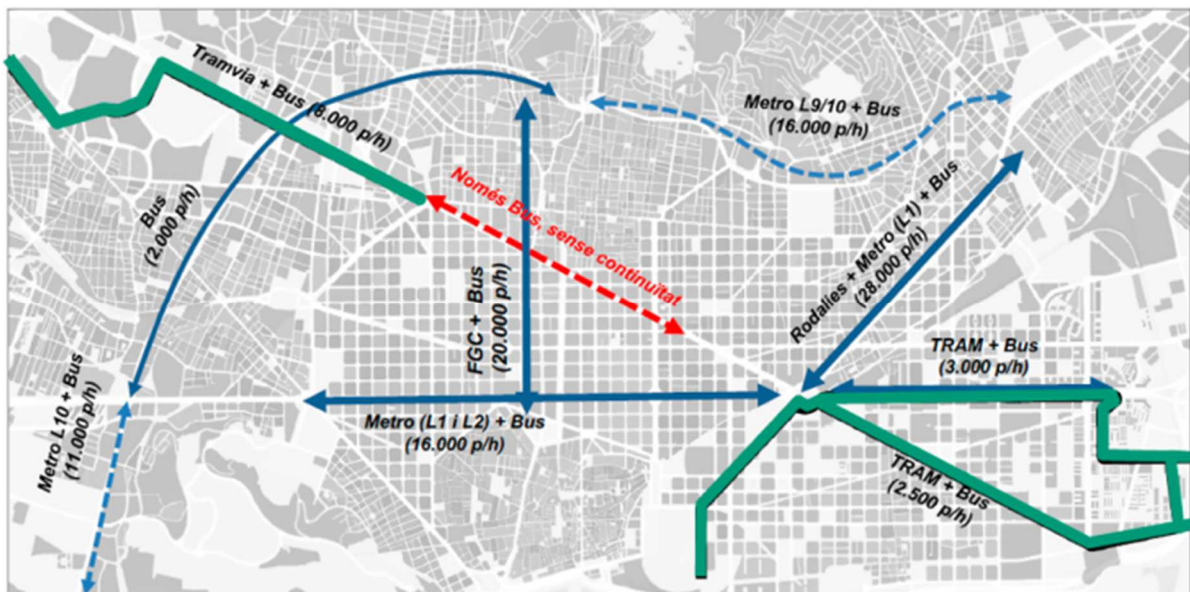 Tramvia + Bus (8.000 p/h)
Metro L9/10 + Bus
(16.000 p/h)
Bus
(2.000 p/h)
Només Bus, sense continuïtat
FGC + Bus
(20.000 p/h)
Rodalies + Metro (L1) + Bus
(28.000 p/h)
TRAM + Bus
(3.000 p/h)
Metro L10 + Bus
(11.000 p/h)
Metro (L1 i L2) + Bus
(16.000 p/h)
TRAM + Bus
(2.500 p/h)